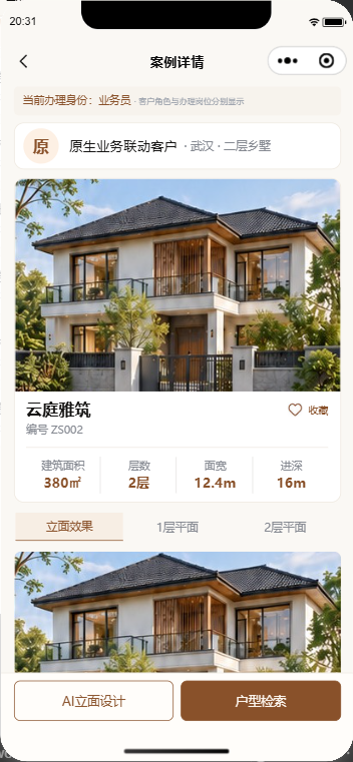 20:31
案例详情
当前办理身份：业务员 · 客户角色与办理岗位分别显示
原 原生业务联动客户 · 武汉 · 二层乡墅
云庭雅筑 收藏
编号 ZS002
建筑面积 层数 面宽 进深
380㎡ 2层 12.4m 16m
立面效果 1层平面 2层平面
AI立面设计 户型检索